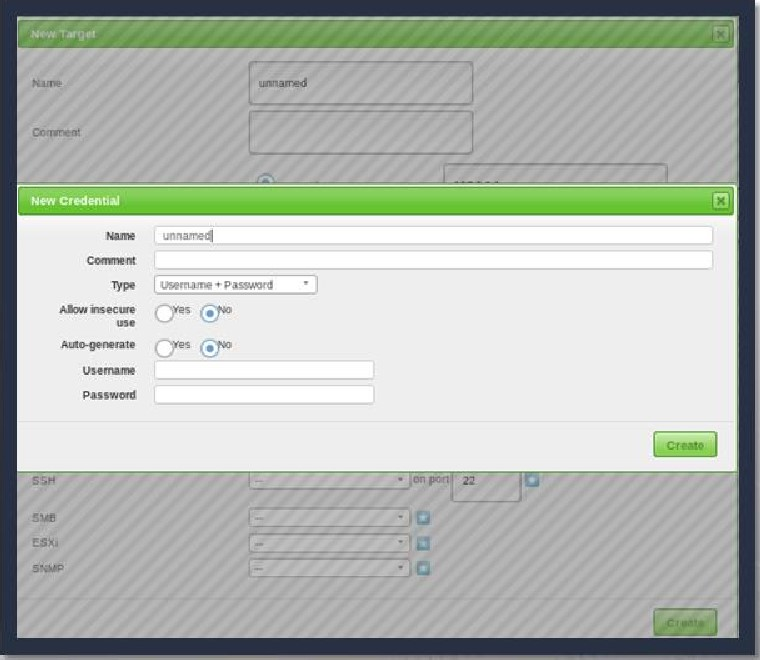 New Target
Name
unnamed
Comment
New Credential
Name
unnamed
Comment
Type
Username + Password
Allow insecure
use
Yes
No
Auto-generate
Yes
No
Username
Password
Create
SSH
--
on port
22
SMB
--
ESXi
--
SNMP
--
Create